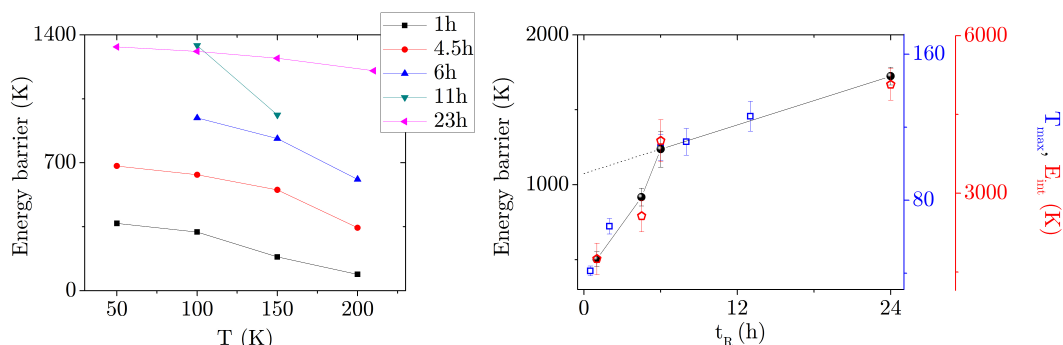 Energy barrier (K)
1400
700
0
50
100
150
200
T (K)
1h
4.5h
6h
11h
23h
Energy barrier (K)
2000
1000
0
6
12
18
24
t_R (h)
160
80
6000
3000
T_max, E_int (K)